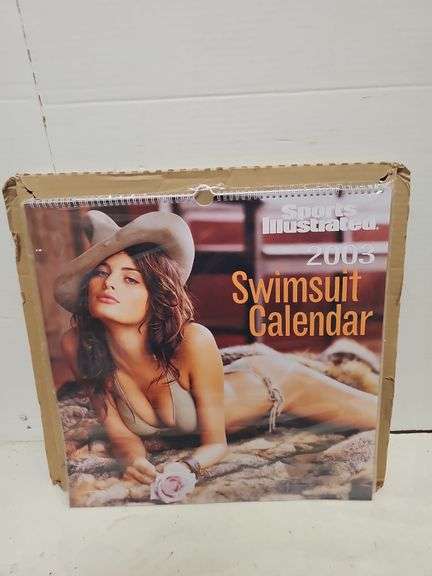 Sports
Illustrated
2003
Swimsuit
Calendar